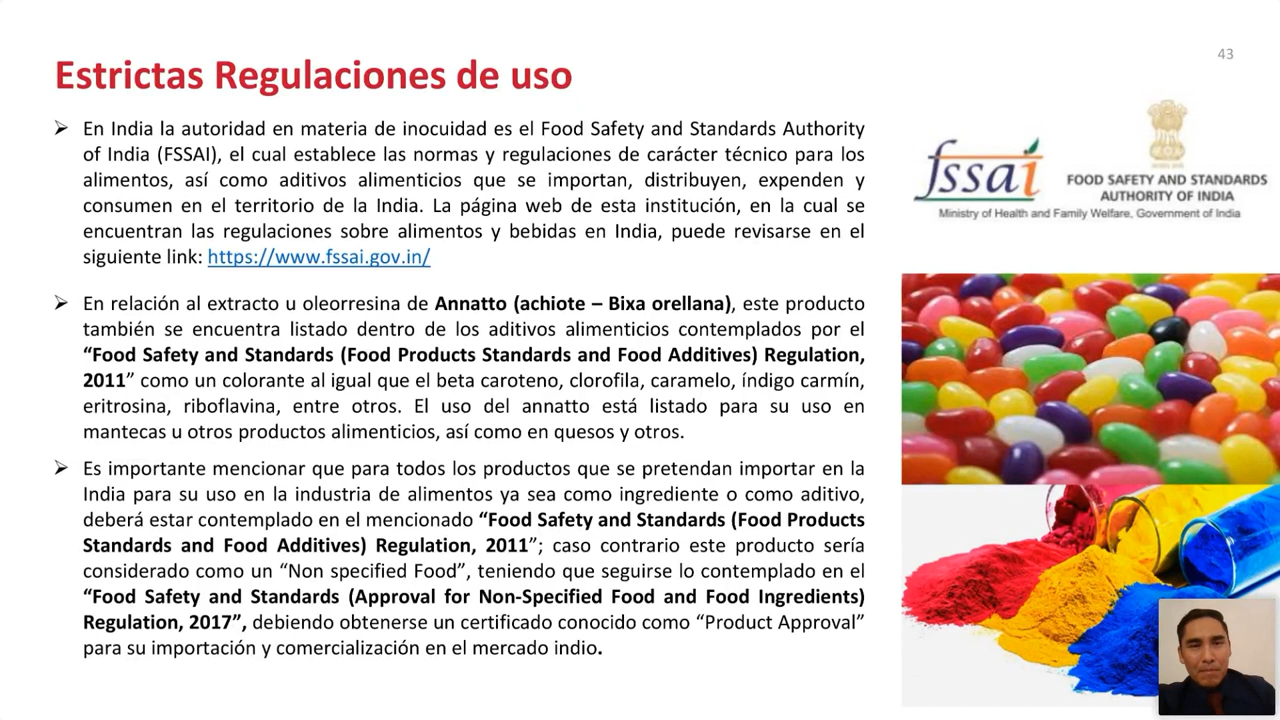 43
Estrictas Regulaciones de uso
➢ En India la autoridad en materia de inocuidad es el Food Safety and Standards Authority
of India (FSSAI), el cual establece las normas y regulaciones de carácter técnico para los
alimentos, así como aditivos alimenticios que se importan, distribuyen, expenden y
consumen en el territorio de la India. La página web de esta institución, en la cual se
encuentran las regulaciones sobre alimentos y bebidas en India, puede revisarse en el
siguiente link: https://www.fssai.gov.in/
➢ En relación al extracto u oleorresina de Annatto (achiote – Bixa orellana), este producto
también se encuentra listado dentro de los aditivos alimenticios contemplados por el
“Food Safety and Standards (Food Products Standards and Food Additives) Regulation,
2011” como un colorante al igual que el beta caroteno, clorofila, caramelo, índigo carmín,
eritrosina, riboflavina, entre otros. El uso del annatto está listado para su uso en
mantecas u otros productos alimenticios, así como en quesos y otros.
➢ Es importante mencionar que para todos los productos que se pretendan importar en la
India para su uso en la industria de alimentos ya sea como ingrediente o como aditivo,
deberá estar contemplado en el mencionado “Food Safety and Standards (Food Products
Standards and Food Additives) Regulation, 2011”; caso contrario este producto sería
considerado como un “Non specified Food”, teniendo que seguirse lo contemplado en el
“Food Safety and Standards (Approval for Non-Specified Food and Food Ingredients)
Regulation, 2017”, debiendo obtenerse un certificado conocido como “Product Approval”
para su importación y comercialización en el mercado indio.
fssai
FOOD SAFETY AND STANDARDS
AUTHORITY OF INDIA
Ministry of Health and Family Welfare, Government of India